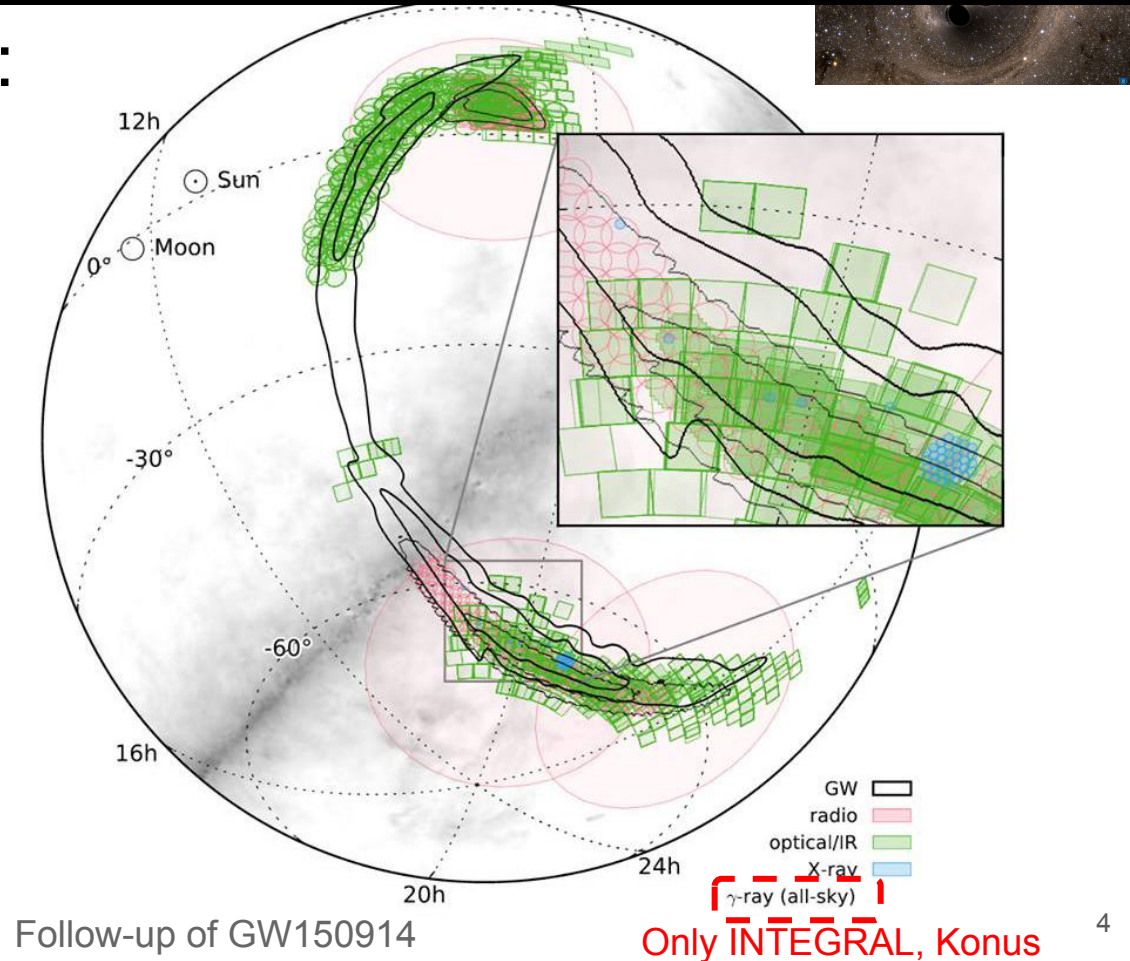 :
12h
Sun
Moon
0°
-30°
-60°
16h
20h
24h
GW
radio
optical/IR
X-ray
γ-ray (all-sky)
Follow-up of GW150914
Only INTEGRAL, Konus
4